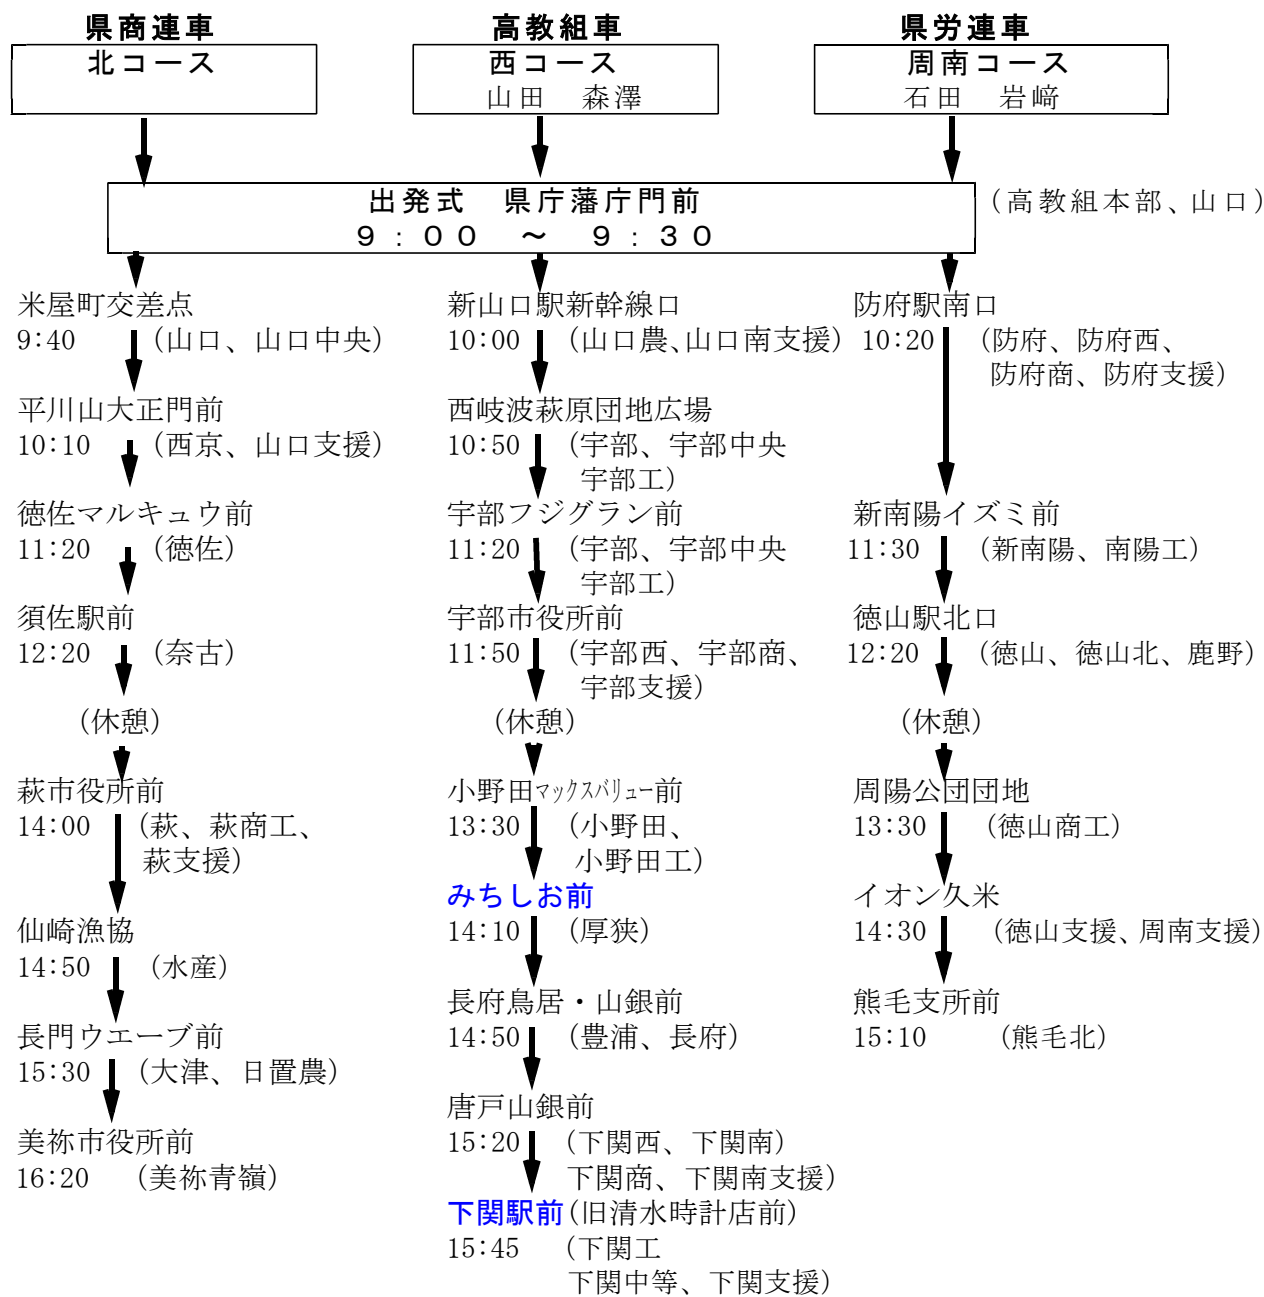 県商連車
北コース
高教組車
西コース
山田　森澤
県労連車
周南コース
石田　岩﨑
出発式　県庁藩庁門前
９：００　～　９：３０
（高教組本部、山口）
米屋町交差点
9:40　（山口、山口中央）
平川山大正門前
10:10　（西京、山口支援）
徳佐マルキュウ前
11:20　（徳佐）
須佐駅前
12:20　（奈古）
（休憩）
萩市役所前
14:00　（萩、萩商工、
萩支援）
仙崎漁協
14:50　（水産）
長門ウエーブ前
15:30　（大津、日置農）
美祢市役所前
16:20　（美祢青嶺）
新山口駅新幹線口
10:00　（山口農、山口南支援）
西岐波萩原団地広場
10:50　（宇部、宇部中央
宇部工）
宇部フジグラン前
11:20　（宇部、宇部中央
宇部工）
宇部市役所前
11:50　（宇部西、宇部商、
宇部支援）
（休憩）
小野田マックスバリュー前
13:30　（小野田、
小野田工）
みちしお前
14:10　（厚狭）
長府鳥居・山銀前
14:50　（豊浦、長府）
唐戸山銀前
15:20　（下関西、下関南）
下関商、下関南支援）
下関駅前（旧清水時計店前）
15:45　（下関工
下関中等、下関支援）
防府駅南口
10:20　（防府、防府西、
防府商、防府支援）
新南陽イズミ前
11:30　（新南陽、南陽工）
徳山駅北口
12:20　（徳山、徳山北、鹿野）
（休憩）
周陽公団団地
13:30　（徳山商工）
イオン久米
14:30　（徳山支援、周南支援）
熊毛支所前
15:10　（熊毛北）